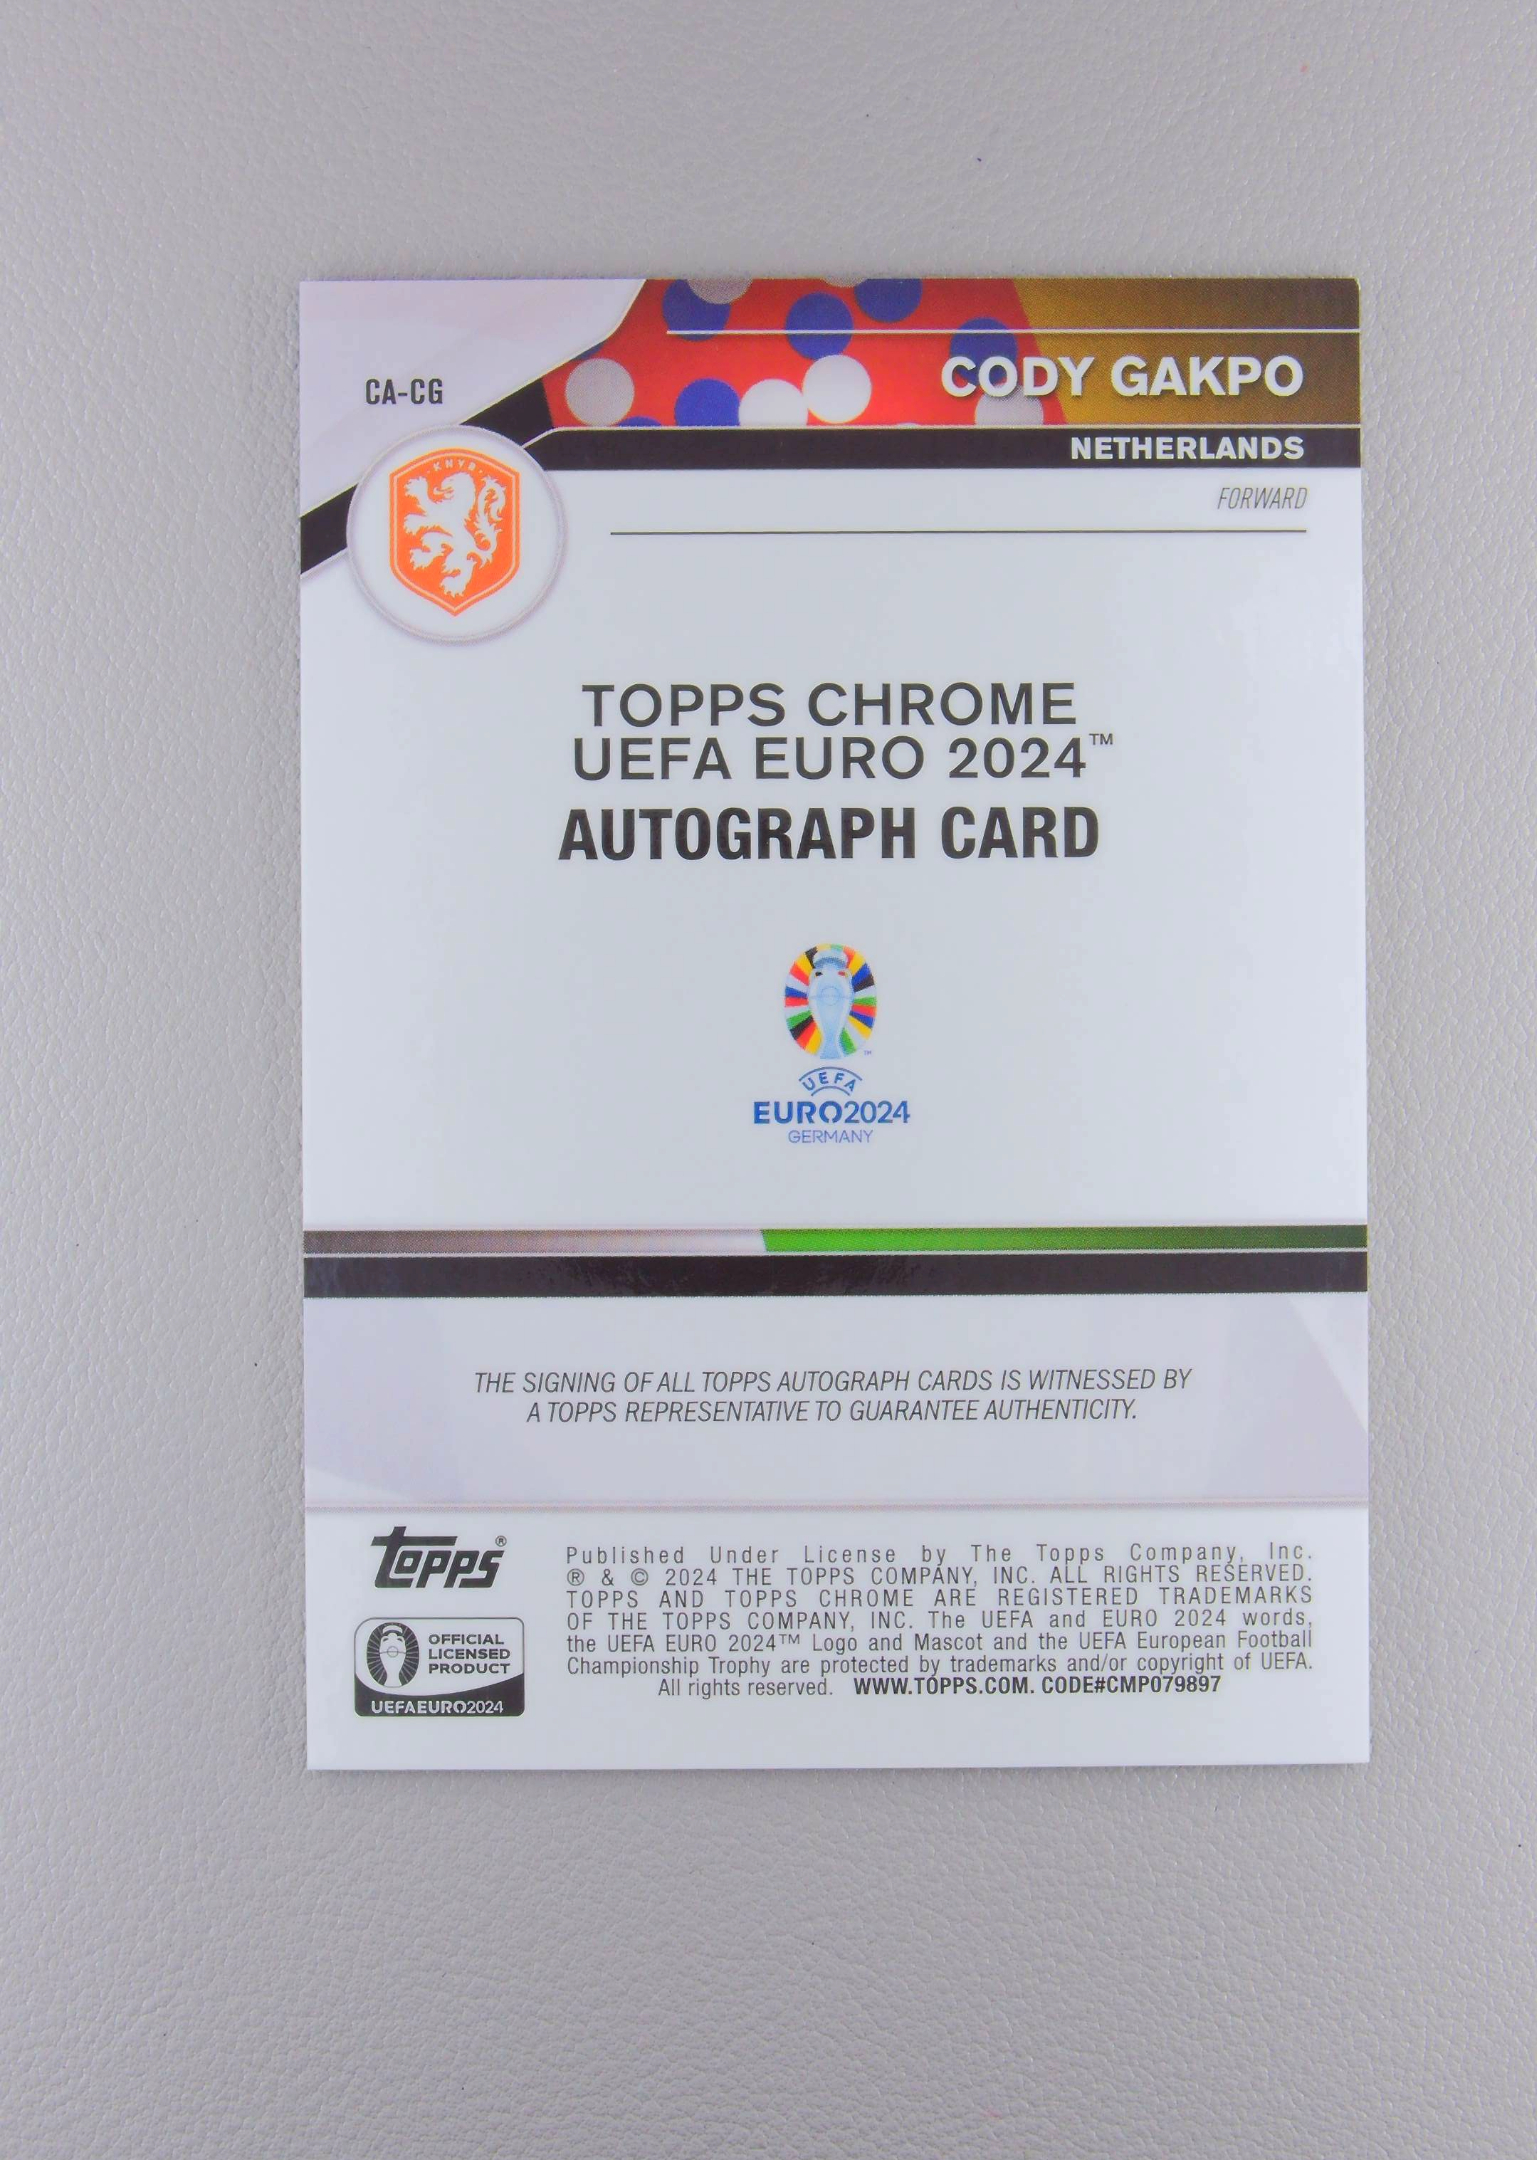 CA-CG
CODY GAKPO
NETHERLANDS
KNVB
FORWARD
TOPPS CHROME
UEFA EURO 2024™
AUTOGRAPH CARD
™
UEFA
EURO2024
GERMANY
THE SIGNING OF ALL TOPPS AUTOGRAPH CARDS IS WITNESSED BY
A TOPPS REPRESENTATIVE TO GUARANTEE AUTHENTICITY.
Topps®
OFFICIAL
LICENSED
PRODUCT
UEFAEURO2024
Published Under License by The Topps Company, Inc.
® & © 2024 THE TOPPS COMPANY, INC. ALL RIGHTS RESERVED.
TOPPS AND TOPPS CHROME ARE REGISTERED TRADEMARKS
OF THE TOPPS COMPANY, INC. The UEFA and EURO 2024 words,
the UEFA EURO 2024™ Logo and Mascot and the UEFA European Football
Championship Trophy are protected by trademarks and/or copyright of UEFA.
All rights reserved. WWW.TOPPS.COM. CODE#CMP079897